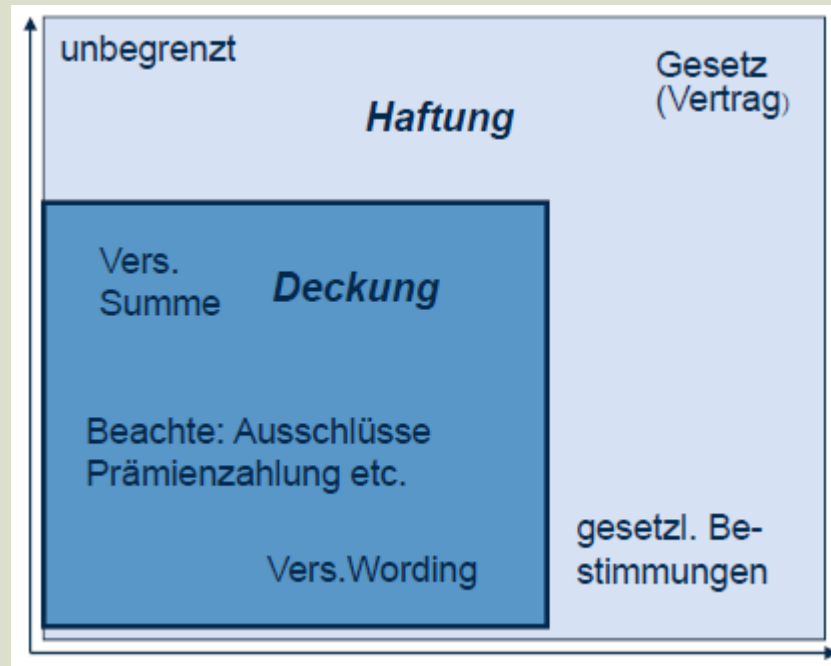 unbegrenzt
Gesetz
(Vertrag)
Haftung
Vers.
Summe
Deckung
Beachte: Ausschlüsse
Prämienzahlung etc.
gesetzl. Be-
stimmungen
Vers.Wording